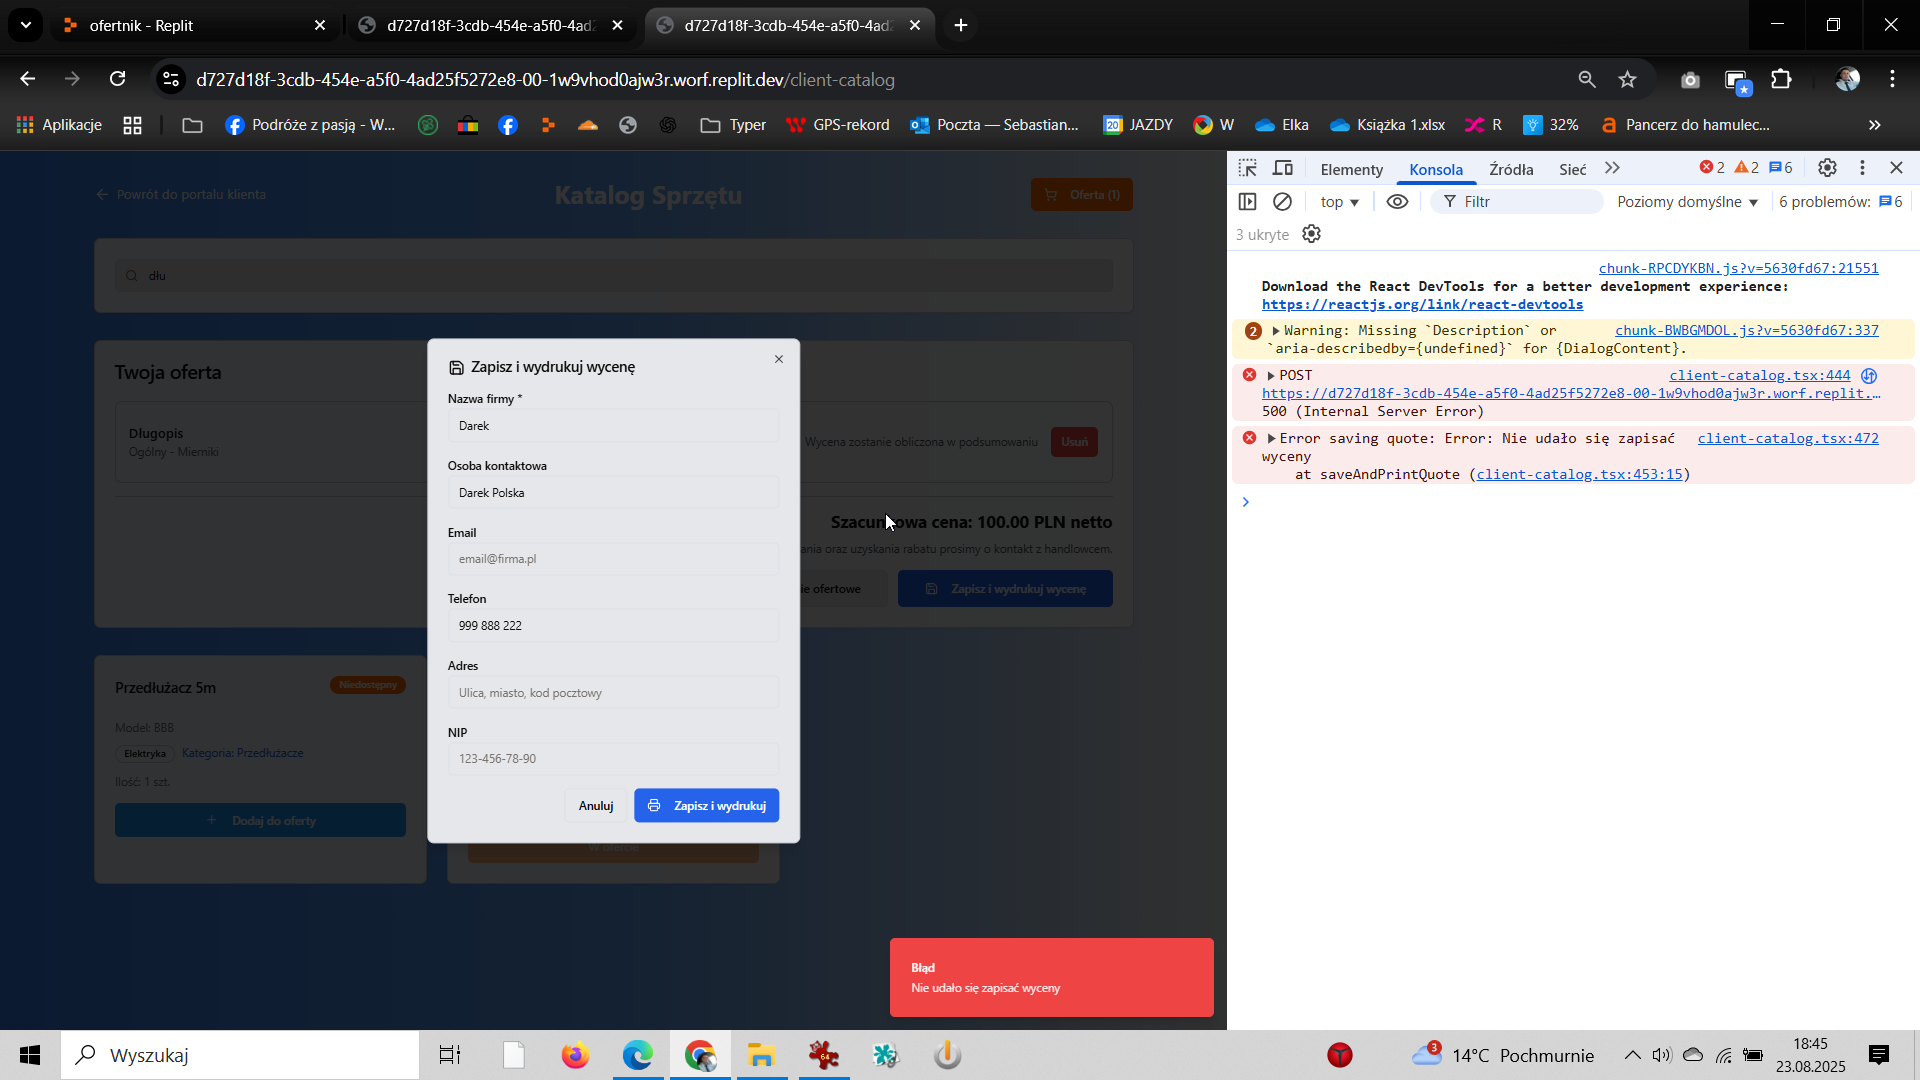 ofertnik - Replit
d727d18f-3cdb-454e-a5f0-4ad2
d727d18f-3cdb-454e-a5f0-4ad2
d727d18f-3cdb-454e-a5f0-4ad25f5272e8-00-1w9vhod0ajw3r.worf.replit.dev/client-catalog
Aplikacje
Podróże z pasją - W...
Typer
GPS-rekord
Poczta — Sebastian...
20 JAZDY
W
Elka
Książka 1.xlsx
R
32%
Pancerz do hamulec...
Powrót do portalu klienta
Katalog Sprzętu
Oferta (1)
dłu
Twoja oferta
Długopis
Ogólny - Mierniki
Wycena zostanie obliczona w podsumowaniu
Usuń
Szacunkowa cena: 100.00 PLN netto
ania oraz uzyskania rabatu prosimy o kontakt z handlowcem.
ie ofertowe
Zapisz i wydrukuj wycenę
Przedłużacz 5m
Niedostępny
Model: BBB
Elektryka
Kategoria: Przedłużacze
Ilość: 1 szt.
Dodaj do oferty
W ofercie
Zapisz i wydrukuj wycenę
Nazwa firmy *
Darek
Osoba kontaktowa
Darek Polska
Email
email@firma.pl
Telefon
999 888 222
Adres
Ulica, miasto, kod pocztowy
NIP
123-456-78-90
Anuluj
Zapisz i wydrukuj
Błąd
Nie udało się zapisać wyceny
Elementy
Konsola
Źródła
Sieć
2
2
6
top
Filtr
Poziomy domyślne
6 problemów: 6
3 ukryte
chunk-RPCDYKBN.js?v=5630fd67:21551
Download the React DevTools for a better development experience:
https://reactjs.org/link/react-devtools
2 Warning: Missing `Description` or chunk-BWBGMDOL.js?v=5630fd67:337
`aria-describedby={undefined}` for {DialogContent}.
POST client-catalog.tsx:444
https://d727d18f-3cdb-454e-a5f0-4ad25f5272e8-00-1w9vhod0ajw3r.worf.replit.…
500 (Internal Server Error)
Error saving quote: Error: Nie udało się zapisać client-catalog.tsx:472
wyceny
at saveAndPrintQuote (client-catalog.tsx:453:15)
Wyszukaj
64
3
14°C Pochmurnie
18:45
23.08.2025